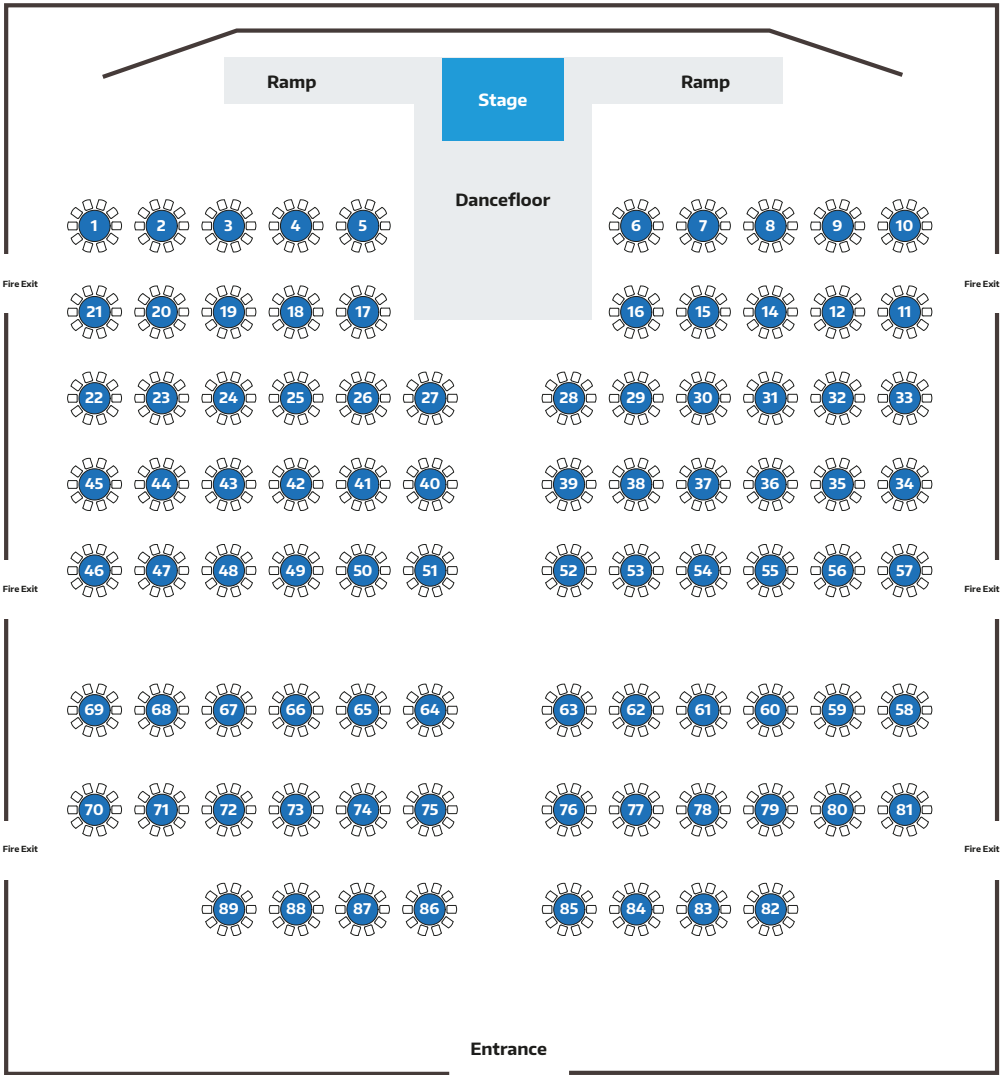 Ramp Ramp
Stage
Dancefloor
1 2 3 4 5 6 7 8 9 10
Fire Exit Fire Exit
21 20 19 18 17 16 15 14 12 11
22 23 24 25 26 27 28 29 30 31 32 33
45 44 43 42 41 40 39 38 37 36 35 34
46 47 48 49 50 51 52 53 54 55 56 57
Fire Exit Fire Exit
69 68 67 66 65 64 63 62 61 60 59 58
70 71 72 73 74 75 76 77 78 79 80 81
Fire Exit Fire Exit
89 88 87 86 85 84 83 82
Entrance